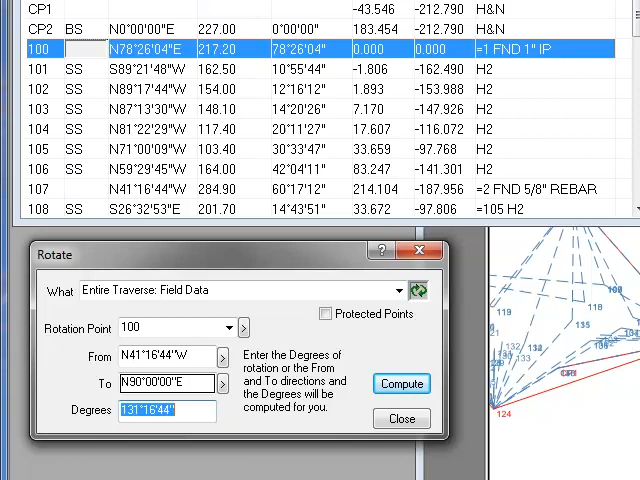 CP1 -43.546 -212.790 H&N
CP2 BS N0°00'00"E 227.00 0°00'00" 183.454 -212.790 H&N
100 N78°26'04"E 217.20 78°26'04" 0.000 0.000 =1 FND 1" IP
101 SS S89°21'48"W 162.50 10°55'44" -1.806 -162.490 H2
102 SS N89°17'44"W 154.00 12°16'12" 1.893 -153.988 H2
103 SS N87°13'30"W 148.10 14°20'26" 7.170 -147.926 H2
104 SS N81°22'29"W 117.40 20°11'27" 17.607 -116.072 H2
105 SS N71°00'09"W 103.40 30°33'47" 33.659 -97.768 H2
106 SS N59°29'45"W 164.00 42°04'11" 83.247 -141.301 H2
107 N41°16'44"W 284.90 60°17'12" 214.104 -187.956 =2 FND 5/8" REBAR
108 SS S26°32'53"E 201.70 14°43'51" 33.672 -97.806 =105 H2
Rotate
What Entire Traverse: Field Data
Protected Points
Rotation Point 100 >
From N41°16'44"W >
To N90°00'00"E >
Degrees 131°16'44"
Enter the Degrees of
rotation or the From
and To directions and
the Degrees will be
computed for you.
Compute
Close
119
118
135
124